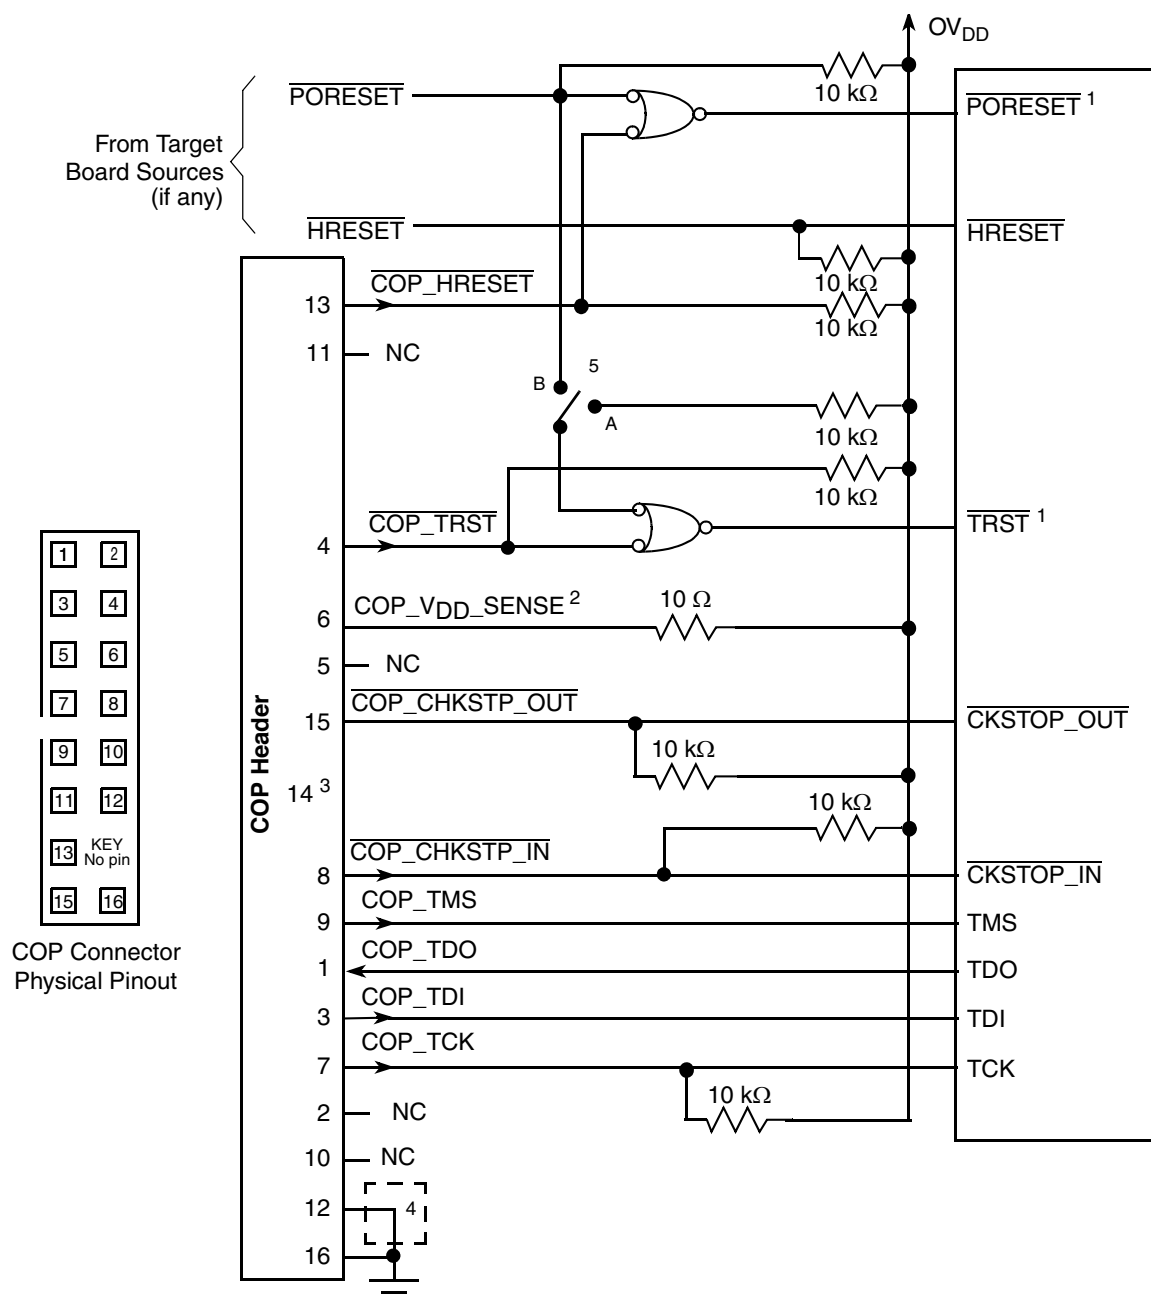 OVDD
10 kΩ
PORESET
PORESET 1
From Target
Board Sources
(if any)
HRESET
HRESET
10 kΩ
COP_HRESET
13
10 kΩ
11 NC
B
5
A
10 kΩ
10 kΩ
COP_TRST
4
TRST 1
COP_VDD_SENSE 2
10 Ω
6
5 NC
COP_CHKSTP_OUT
15
CKSTOP_OUT
10 kΩ
COP Header
14 3
10 kΩ
COP_CHKSTP_IN
8
CKSTOP_IN
COP_TMS
9
TMS
COP_TDO
1
TDO
COP_TDI
3
TDI
COP_TCK
7
TCK
10 kΩ
2 NC
10 NC
12
4
16
1 2
3 4
5 6
7 8
9 10
11 12
13 KEY
No pin
15 16
COP Connector
Physical Pinout